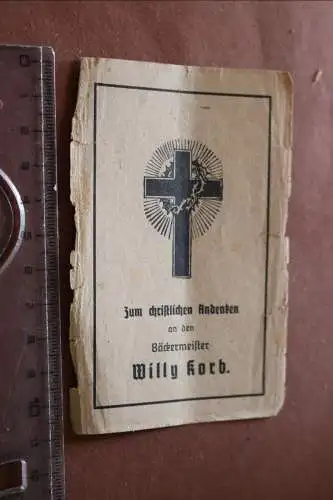 Zum christlichen Andenken
an den
Bäckermeister
Willy Korb.